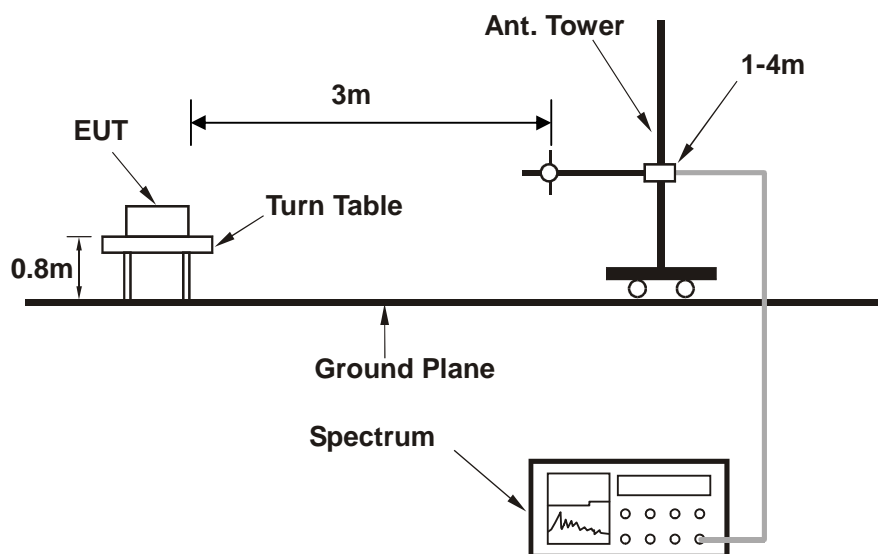 Ant. Tower
1-4m
3m
EUT
Turn Table
0.8m
Ground Plane
Spectrum